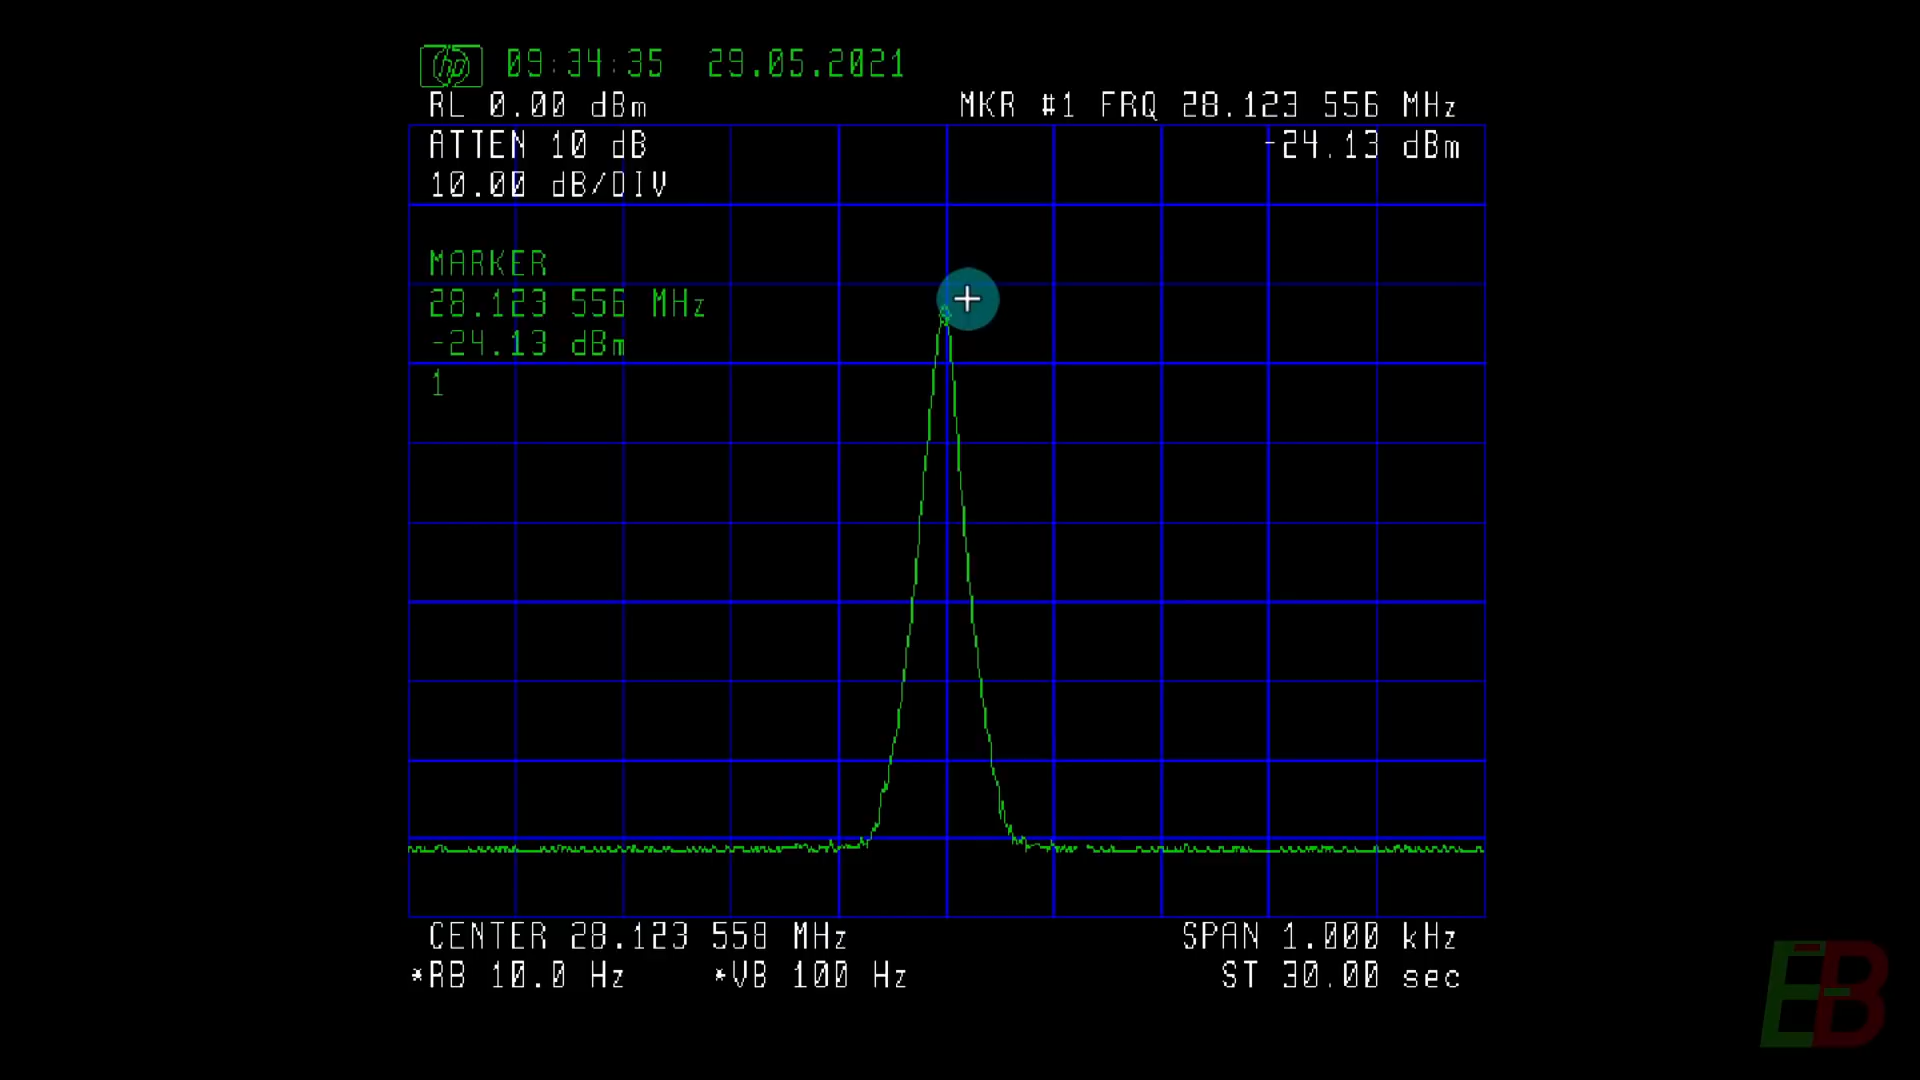 hp 09:34:35 29.05.2021
RL 0.00 dBm
MKR #1 FRQ 28.123 556 MHz
ATTEN 10 dB
-24.13 dBm
10.00 dB/DIV
MARKER
28.123 556 MHz
-24.13 dBm
1
CENTER 28.123 558 MHz
SPAN 1.000 kHz
*RB 10.0 Hz
*VB 100 Hz
ST 30.00 sec
EB